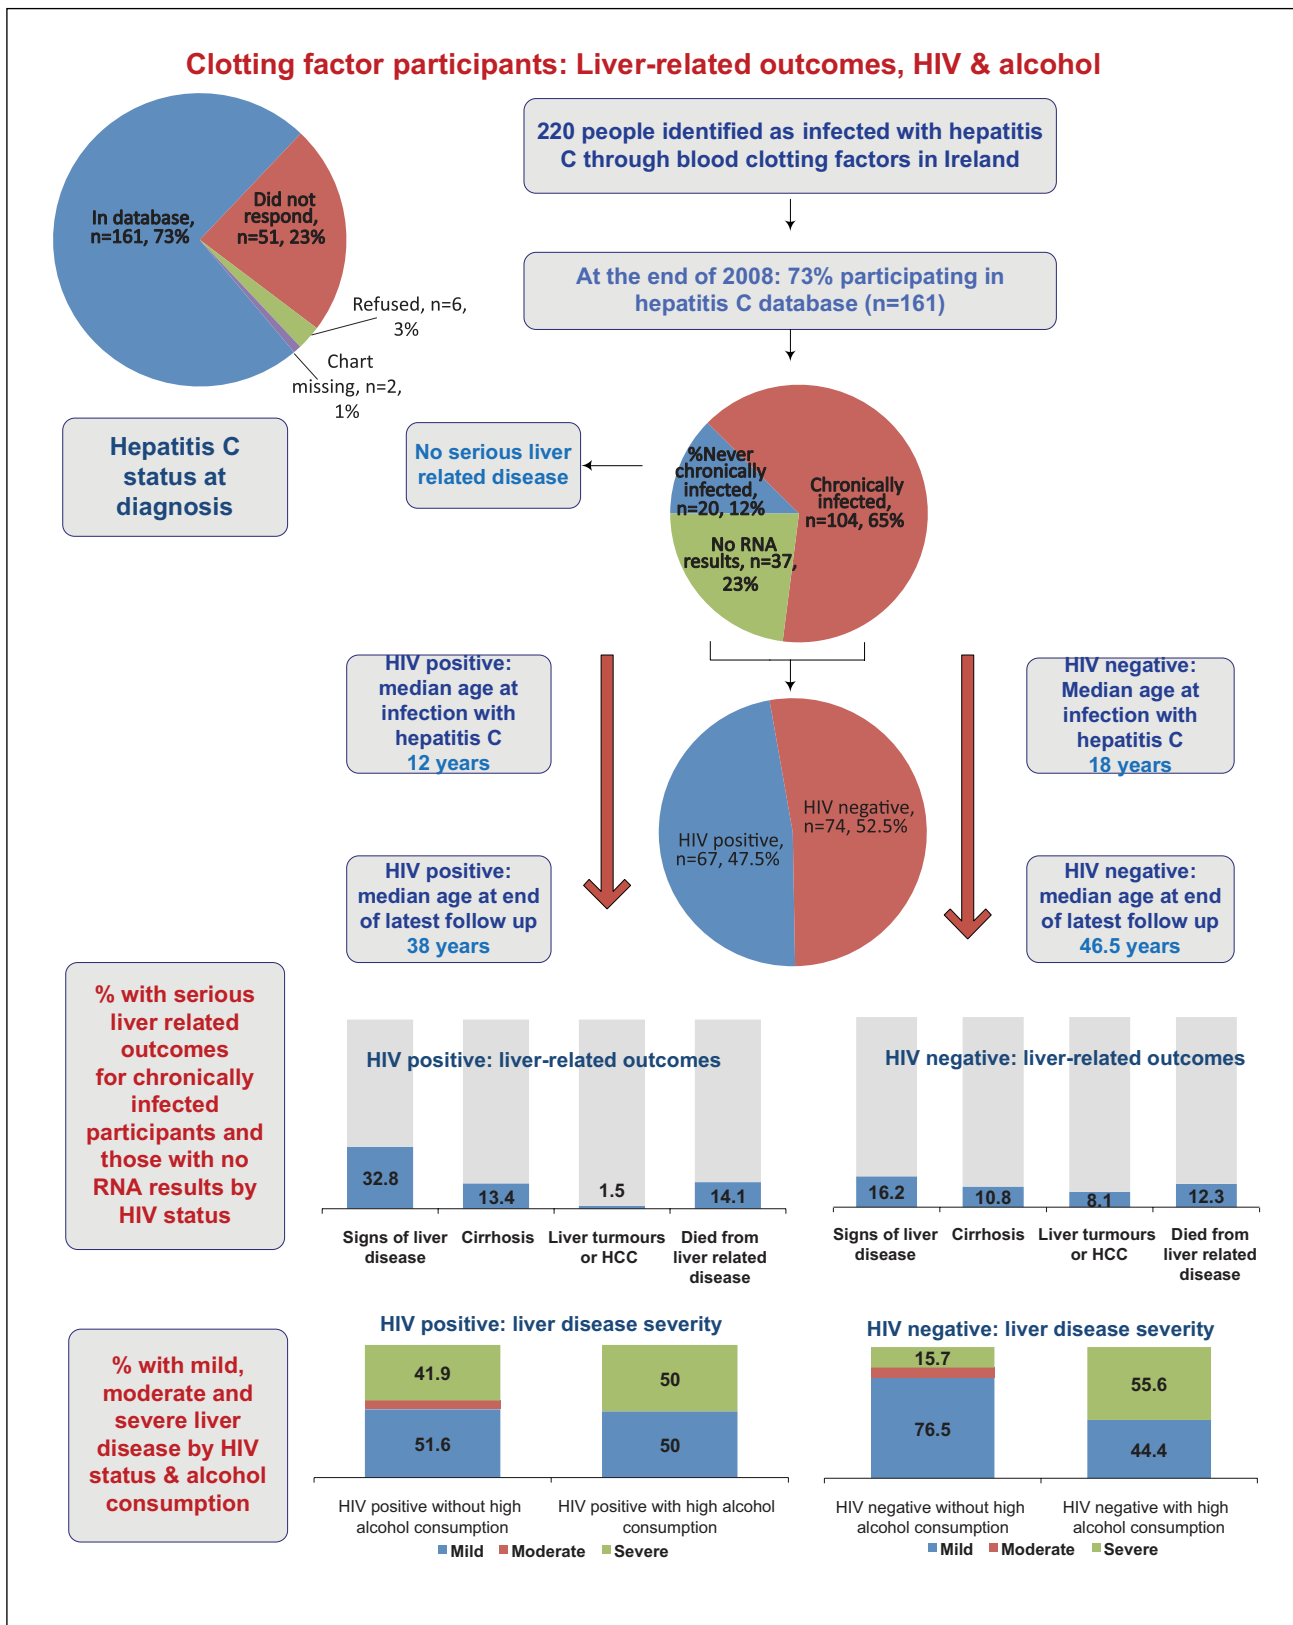 Clotting factor participants: Liver-related outcomes, HIV & alcohol
In database,
n=161, 73%
Did not
respond,
n=51, 23%
Refused, n=6,
3%
Chart
missing, n=2,
1%
220 people identified as infected with hepatitis
C through blood clotting factors in Ireland
At the end of 2008: 73% participating in
hepatitis C database (n=161)
Hepatitis C
status at
diagnosis
No serious liver
related disease
%Never
chronically
infected,
n=20, 12%
Chronically
infected,
n=104, 65%
No RNA
results, n=37,
23%
HIV positive:
median age at
infection with
hepatitis C
12 years
HIV negative:
Median age at
infection with
hepatitis C
18 years
HIV negative,
n=74, 52.5%
HIV positive,
n=67, 47.5%
HIV positive:
median age at end
of latest follow up
38 years
HIV negative:
median age at end
of latest follow up
46.5 years
% with serious
liver related
outcomes
for chronically
infected
participants and
those with no
RNA results by
HIV status
HIV positive: liver-related outcomes
32.8
13.4
1.5
14.1
Signs of liver
disease
Cirrhosis
Liver turmours
or HCC
Died from
liver related
disease
HIV negative: liver-related outcomes
16.2
10.8
8.1
12.3
Signs of liver
disease
Cirrhosis
Liver turmours
or HCC
Died from
liver related
disease
% with mild,
moderate and
severe liver
disease by HIV
status & alcohol
consumption
HIV positive: liver disease severity
41.9
50
51.6
50
HIV positive without high
alcohol consumption
HIV positive with high alcohol
consumption
Mild Moderate Severe
HIV negative: liver disease severity
15.7
55.6
76.5
44.4
HIV negative without high
alcohol consumption
HIV negative with high
alcohol consumption
Mild Moderate Severe